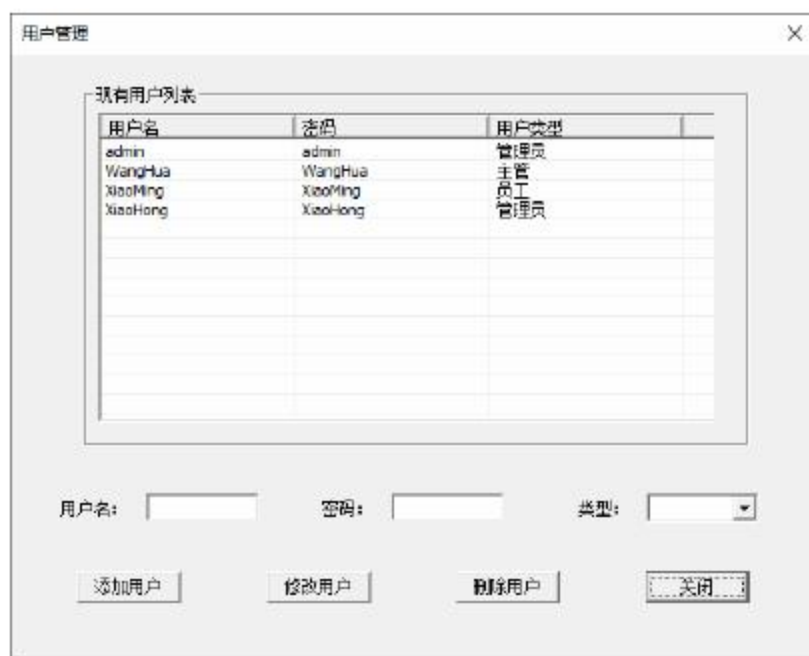 用户管理
现有用户列表
用户名 密码 用户类型
admin admin 管理员
WangHua WangHua 主管
XiaoMing XiaoMing 员工
XiaoHong XiaoHong 管理员
用户名: 密码: 类型:
添加用户 修改用户 删除用户 关闭